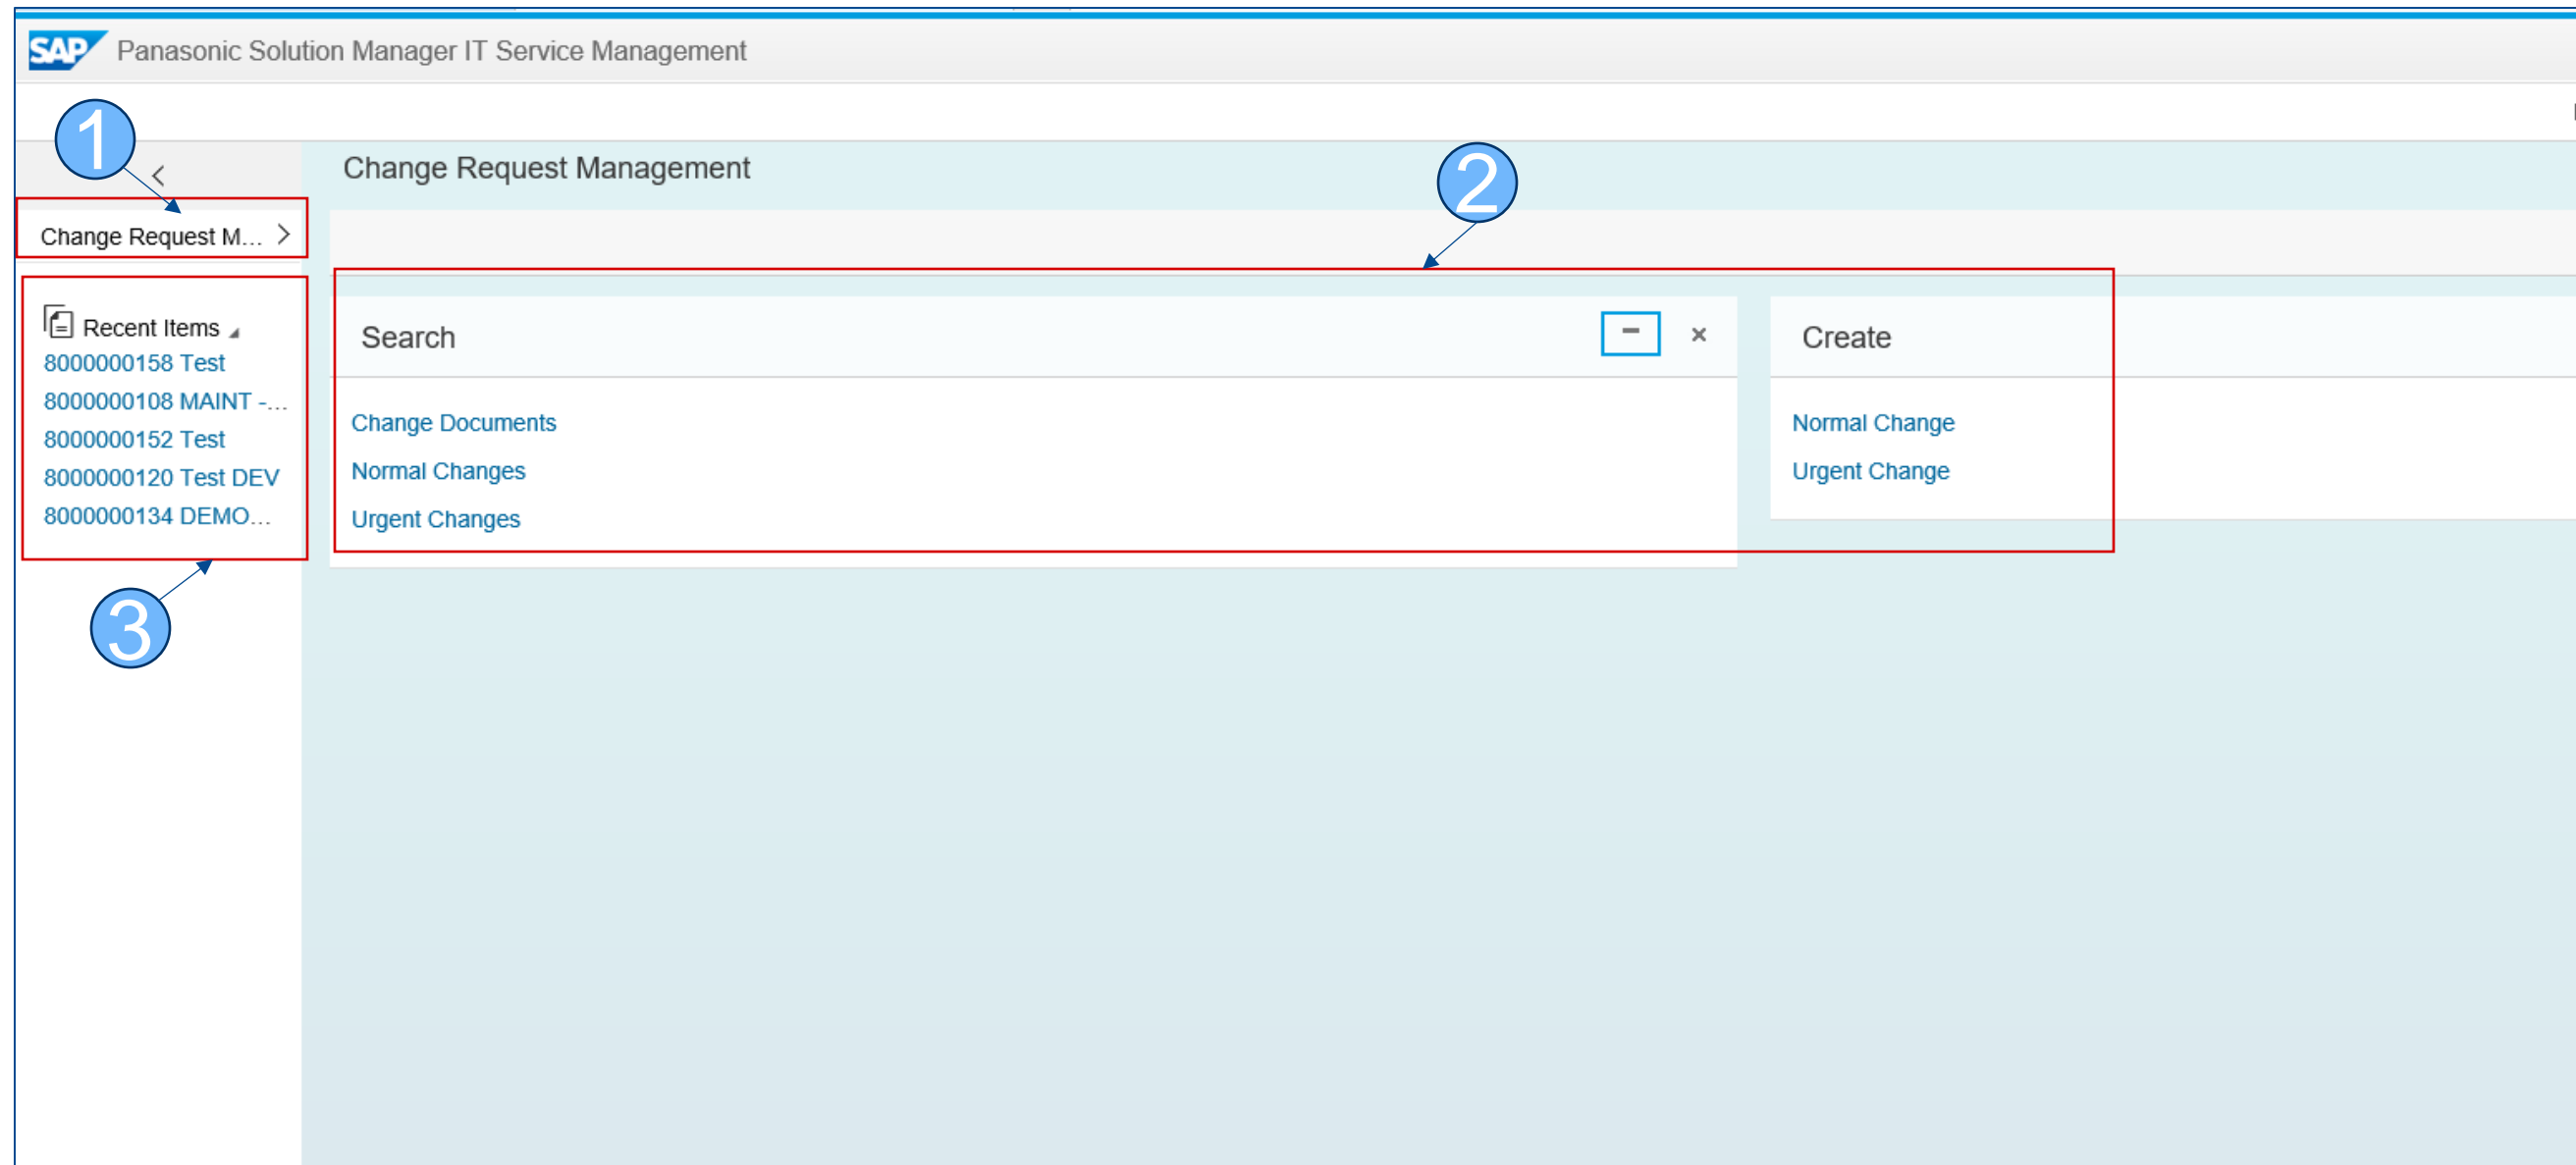 SAP Panasonic Solution Manager IT Service Management
1
Change Request Management
2
Change Request M...
Recent Items
8000000158 Test
8000000108 MAINT -...
8000000152 Test
8000000120 Test DEV
8000000134 DEMO...
3
Search
Change Documents
Normal Changes
Urgent Changes
Create
Normal Change
Urgent Change